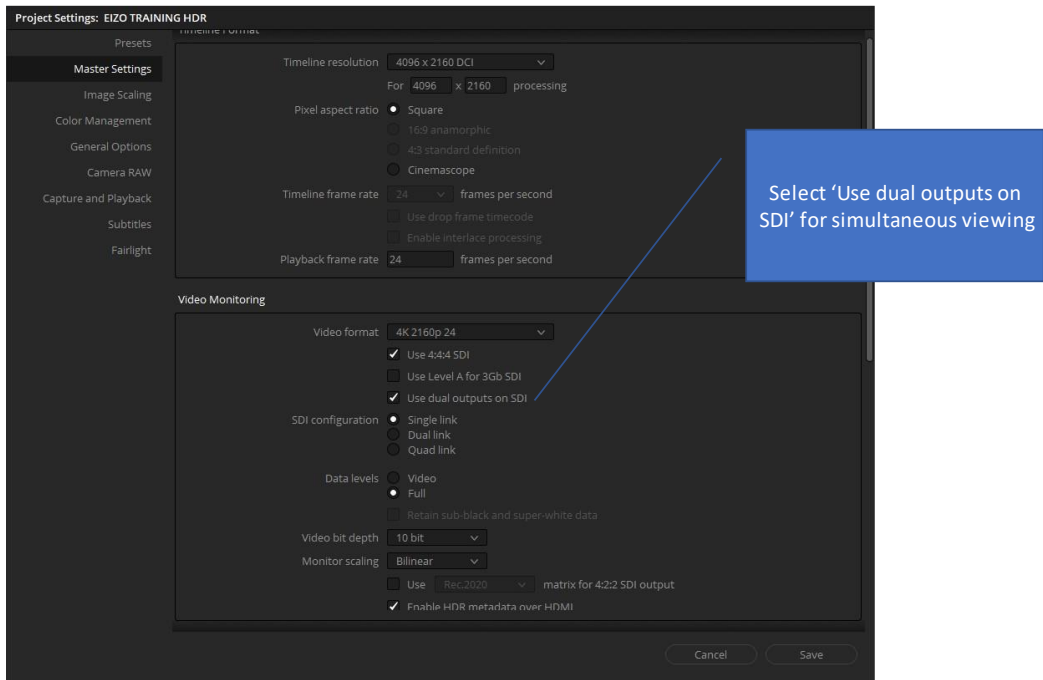 Project Settings: EIZO TRAINING HDR
Presets
Master Settings
Image Scaling
Color Management
General Options
Camera RAW
Capture and Playback
Subtitles
Fairlight
Timeline Format
Timeline resolution 4096 x 2160 DCI
For 4096 x 2160 processing
Pixel aspect ratio Square
16:9 anamorphic
4:3 standard definition
Cinemascope
Timeline frame rate 24 frames per second
Use drop frame timecode
Enable interlace processing
Playback frame rate 24 frames per second
Video Monitoring
Video format 4K 2160p 24
Use 4:4:4 SDI
Use Level A for 3Gb SDI
Use dual outputs on SDI
SDI configuration Single link
Dual link
Quad link
Data levels Video
Full
Retain sub-black and super-white data
Video bit depth 10 bit
Monitor scaling Bilinear
Use Rec.2020 matrix for 4:2:2 SDI output
Enable HDR metadata over HDMI
Cancel Save
Select ‘Use dual outputs on
SDI’ for simultaneous viewing